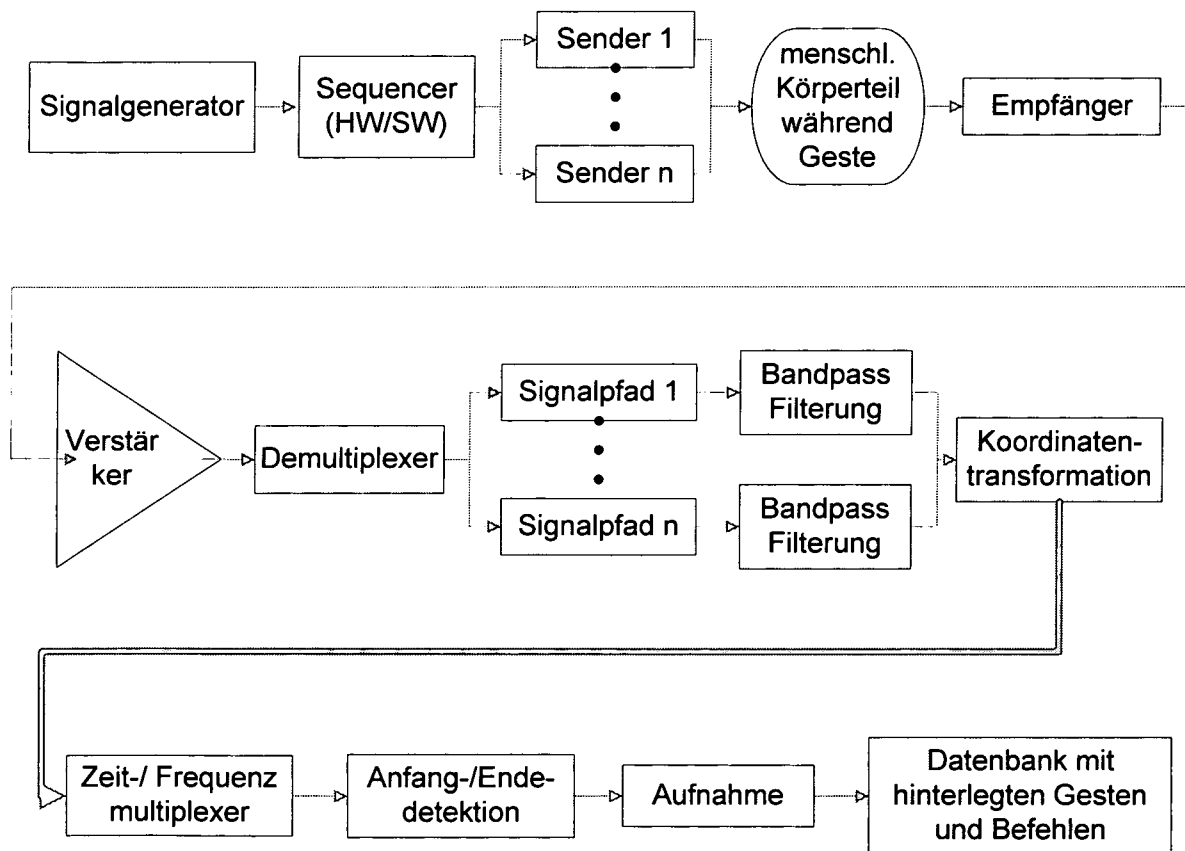 Signalgenerator
Sequencer
(HW/SW)
Sender 1
Sender n
menschl.
Körperteil
während
Geste
Empfänger
Verstär
ker
Demultiplexer
Signalpfad 1
Signalpfad n
Bandpass
Filterung
Bandpass
Filterung
Koordinaten-
transformation
Zeit-/ Frequenz
multiplexer
Anfang-/Ende-
detektion
Aufnahme
Datenbank mit
hinterlegten Gesten
und Befehlen